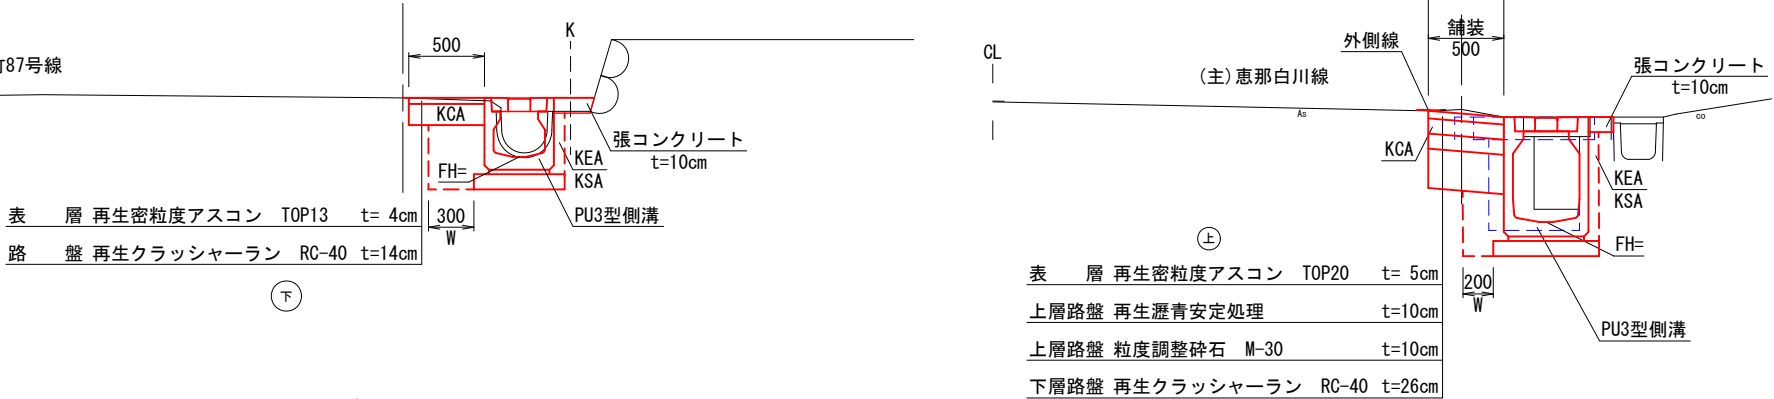 87号線
500
K
KCA
張コンクリート
t=10cm
FH=
KEA
KSA
PU3型側溝
300
W
表 層 再生密粒度アスコン TOP13 t= 4cm
路 盤 再生クラッシャーラン RC-40 t=14cm
下
CL
外側線
舗装
500
(主)恵那白川線
As
張コンクリート
t=10cm
co
KCA
KEA
KSA
FH=
上
200
W
PU3型側溝
表 層 再生密粒度アスコン TOP20 t= 5cm
上層路盤 再生瀝青安定処理 t=10cm
上層路盤 粒度調整砕石 M-30 t=10cm
下層路盤 再生クラッシャーラン RC-40 t=26cm